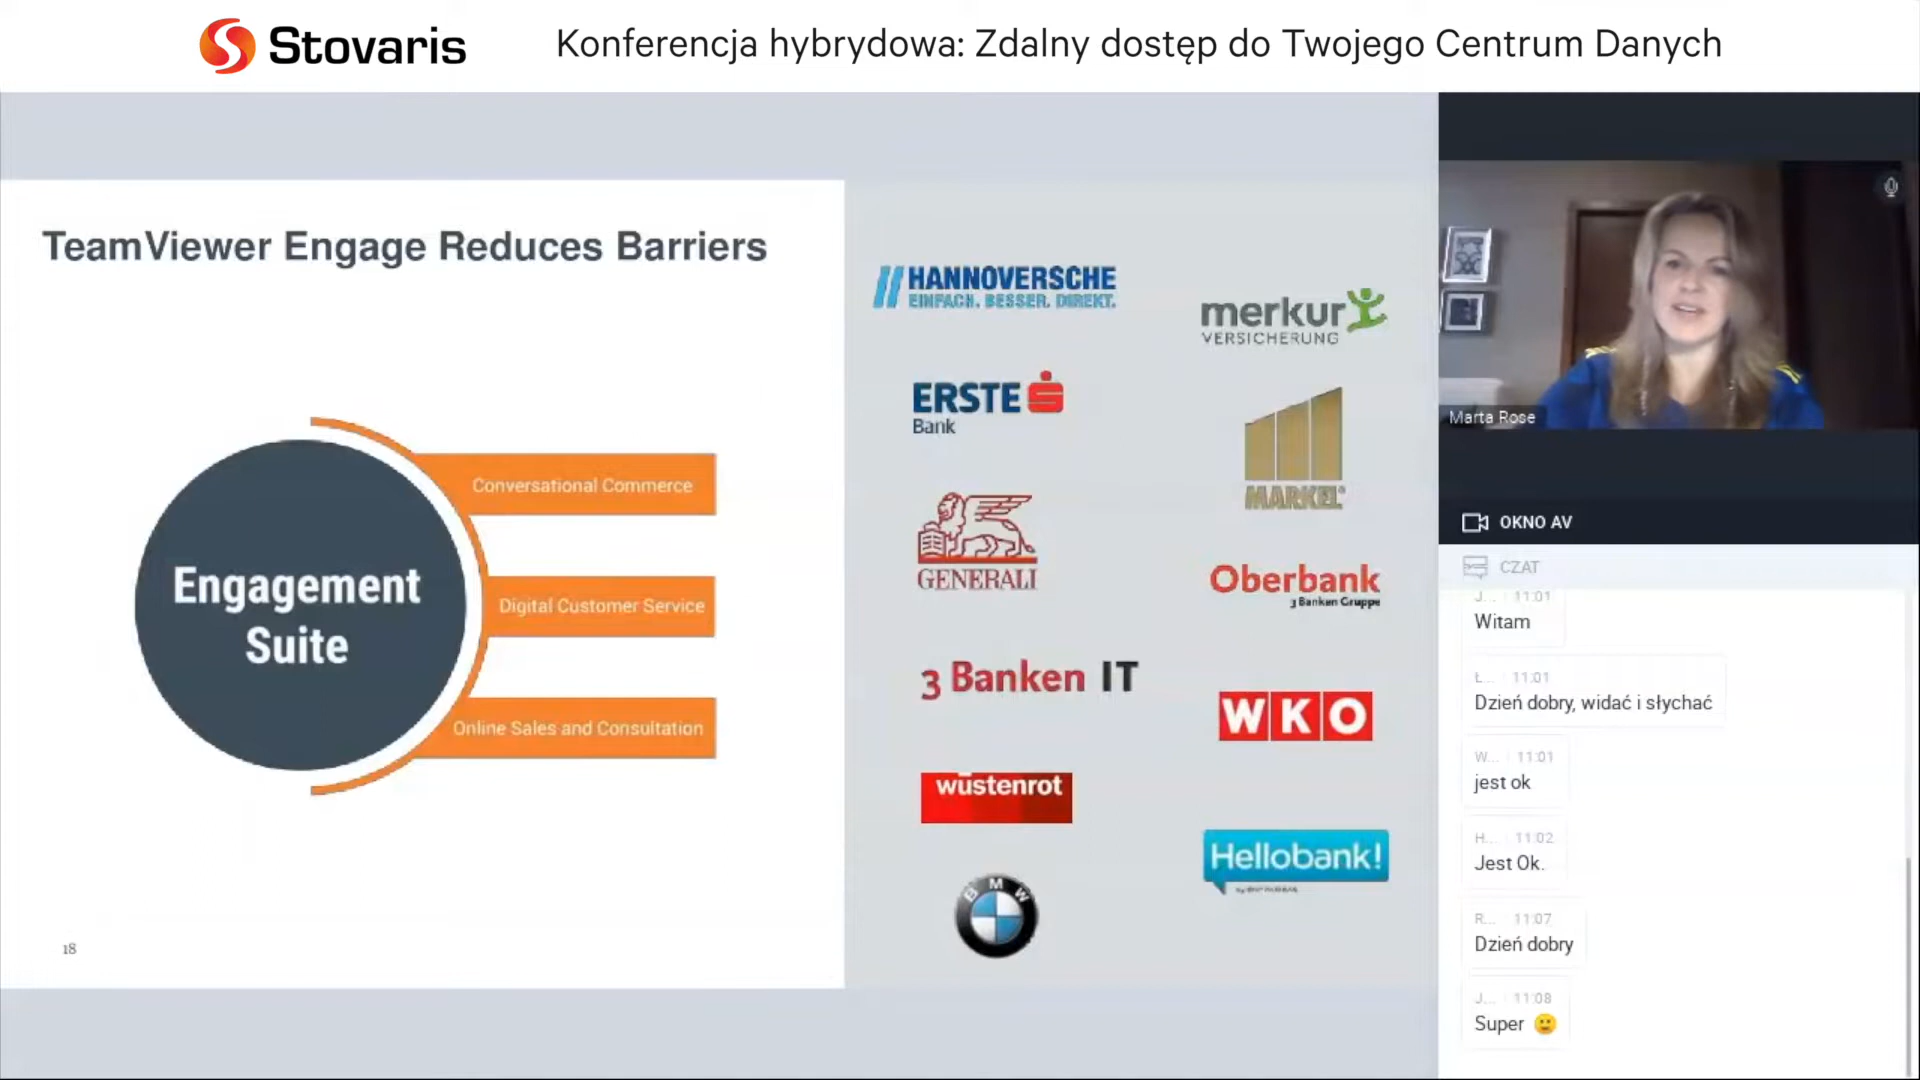 Stovaris
Konferencja hybrydowa: Zdalny dostęp do Twojego Centrum Danych
TeamViewer Engage Reduces Barriers
Engagement
Suite
Conversational Commerce
Digital Customer Service
Online Sales and Consultation
18
HANNOVERSCHE
EINFACH. BESSER. DIREKT.
merkur
VERSICHERUNG
ERSTE
Bank
MARKEL
GENERALI
Oberbank
3 Banken Gruppe
3 Banken IT
WKO
wüstenrot
Hellobank!
BMW
Marta Rose
OKNO AV
CZAT
J... 11:01
Witam
Ł... 11:01
Dzień dobry, widać i słychać
W... 11:01
jest ok
H... 11:02
Jest Ok.
R... 11:07
Dzień dobry
J... 11:08
Super 🙂